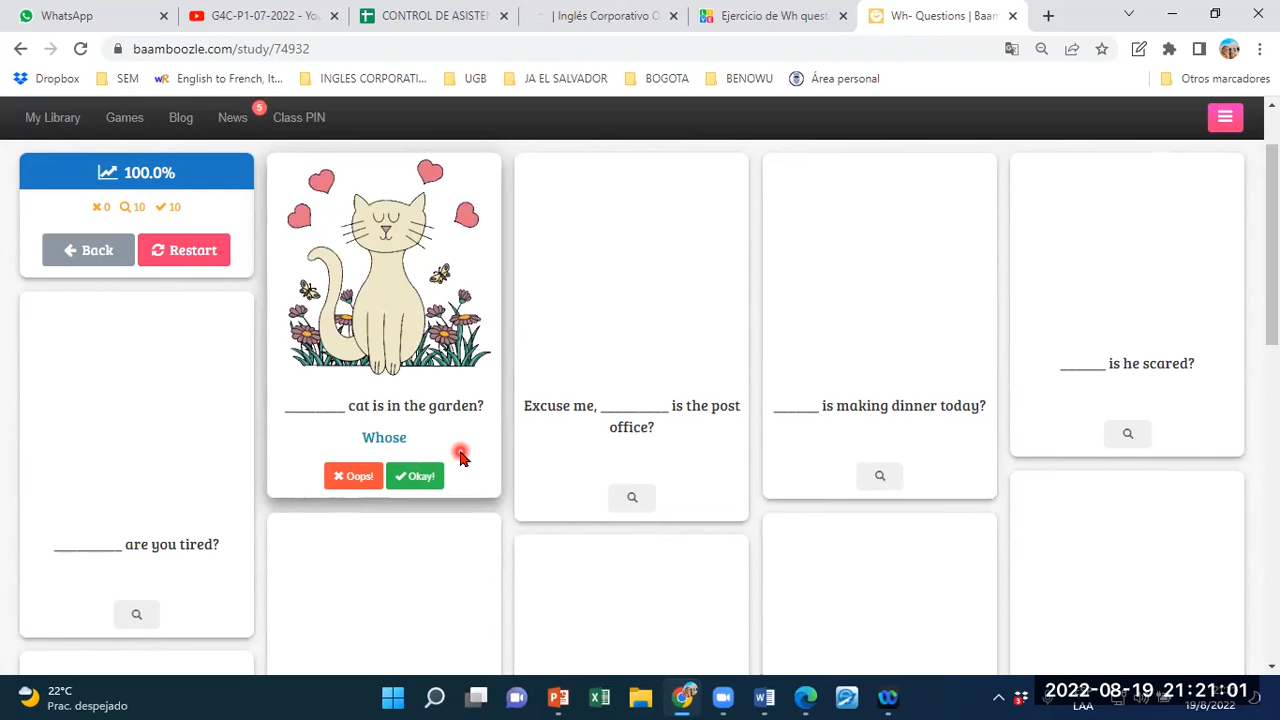 WhatsApp
G4C-P1-07-2022 - Yo
CONTROL DE ASISTEN
Inglés Corporativo O
Ejercicio de Wh quest
Wh- Questions | Baam
baamboozle.com/study/74932
Dropbox
SEM
English to French, It...
INGLES CORPORATI...
UGB
JA EL SALVADOR
BOGOTA
BENOWU
Área personal
Otros marcadores
My Library
Games
Blog
News
5
Class PIN
100.0%
0 10 10
Back
Restart
_________ are you tired?
________ cat is in the garden?
Whose
Oops!
Okay!
Excuse me, _________ is the post
office?
______ is making dinner today?
______ is he scared?
22°C
Prac. despejado
LAA
2022-08-19 21:21:01
19/8/2022